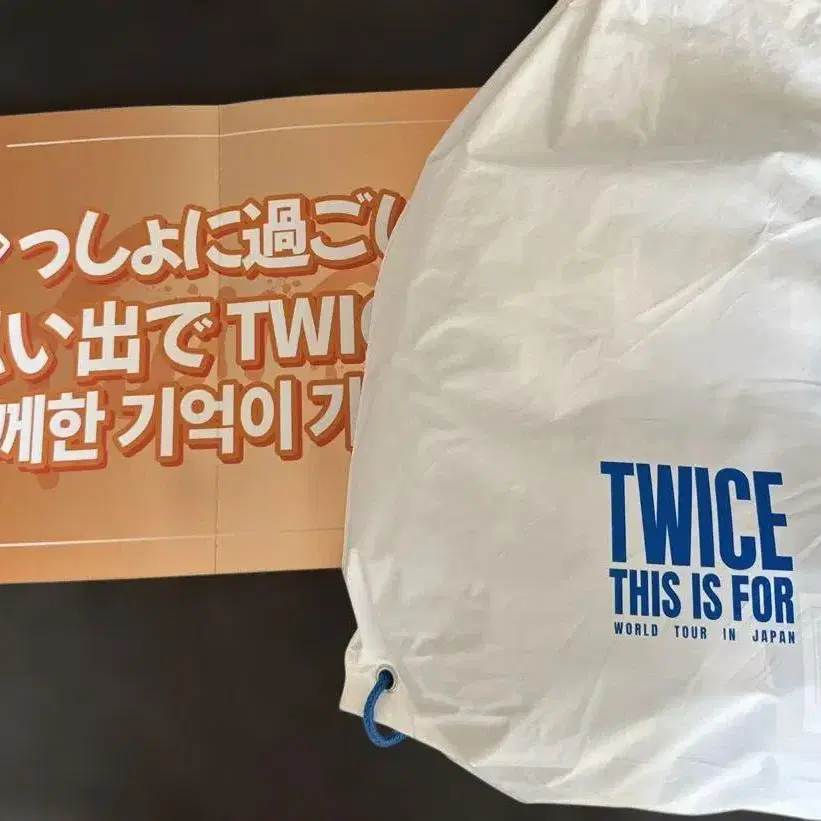 っしょに過ごし
い出で TWIC
께한 기억이 기
TWICE
THIS IS FOR
WORLD TOUR IN JAPAN